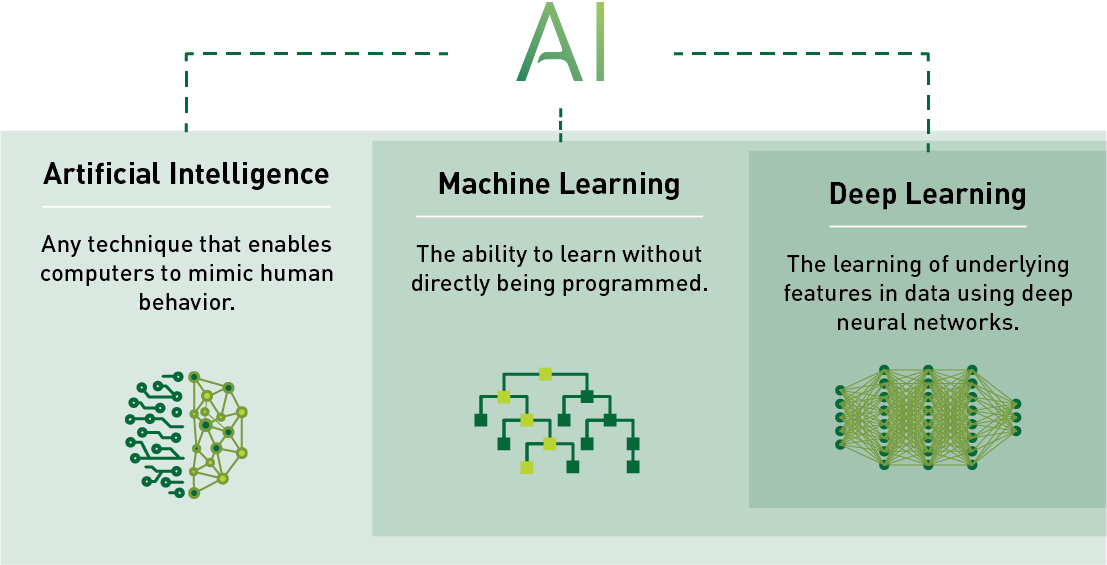 AI
Artificial Intelligence
Any technique that enables
computers to mimic human
behavior.
Machine Learning
The ability to learn without
directly being programmed.
Deep Learning
The learning of underlying
features in data using deep
neural networks.